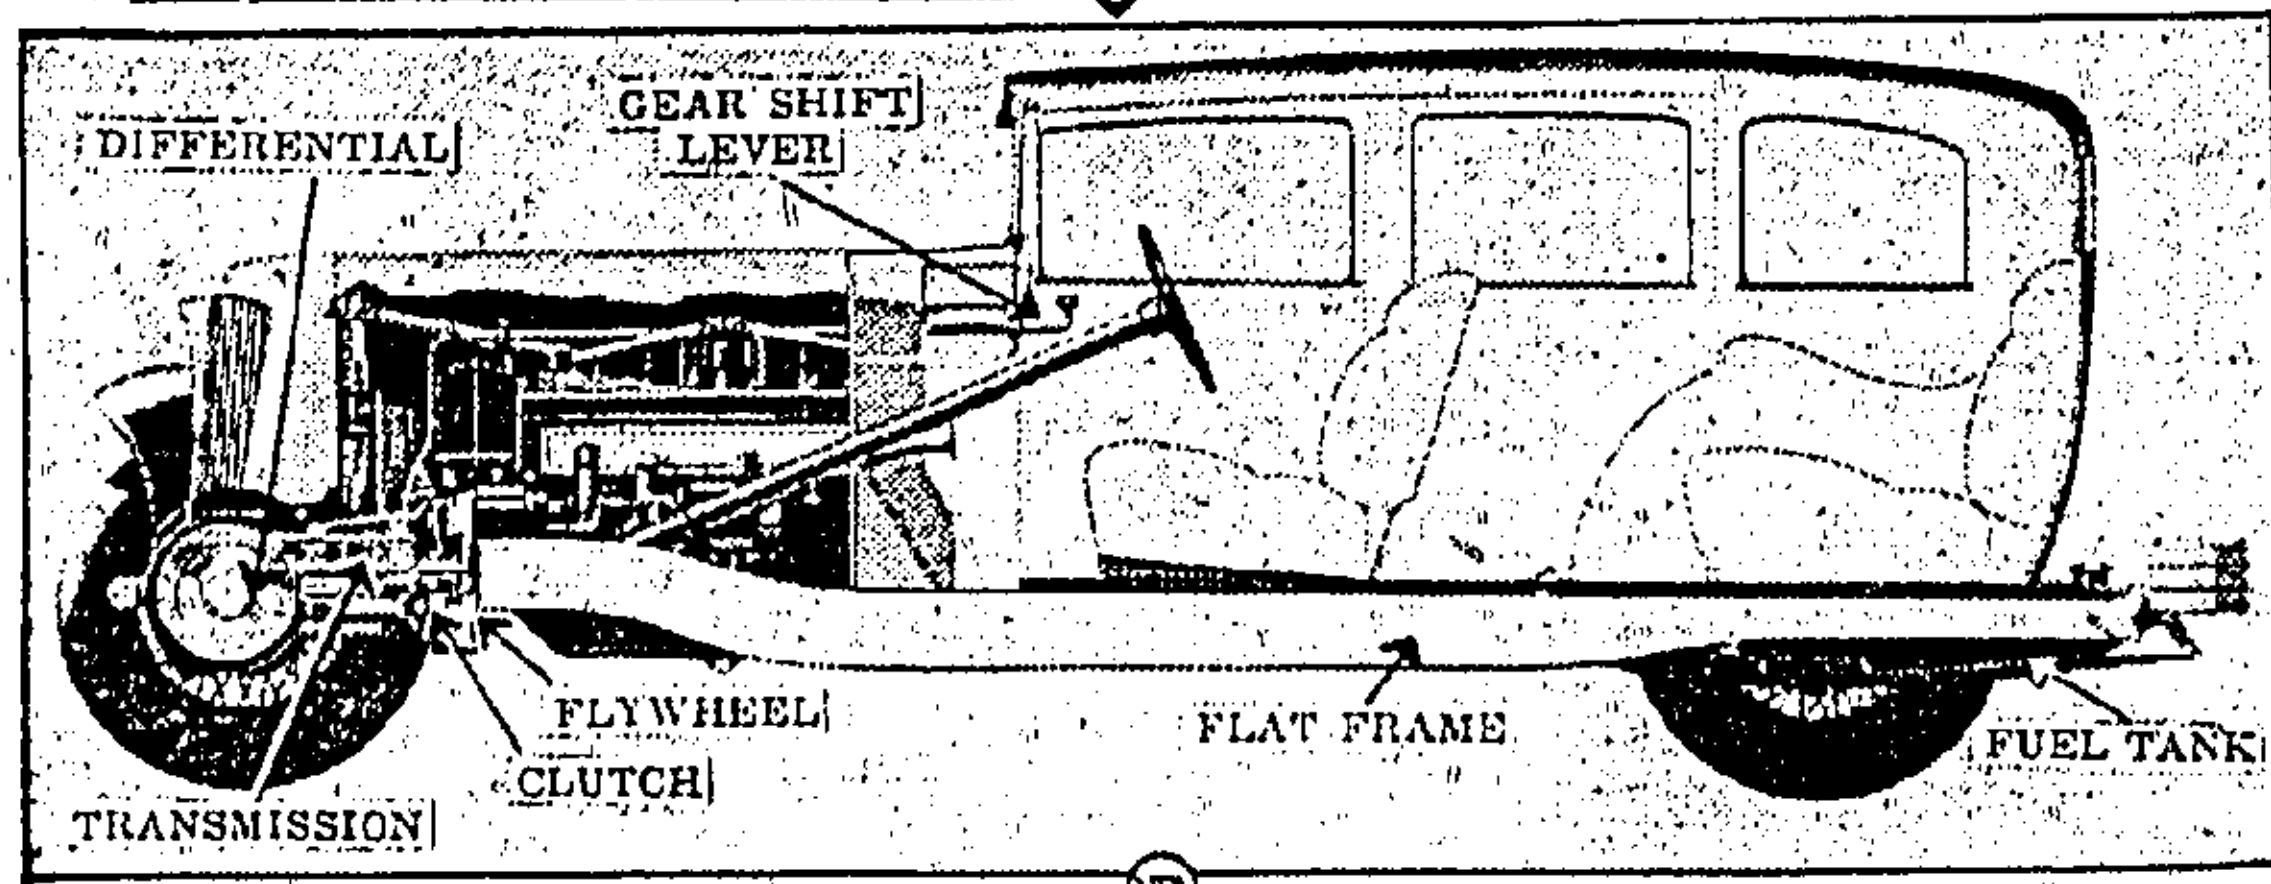 DIFFERENTIAL
GEAR SHIFT
LEVER
FLYWHEEL
CLUTCH
TRANSMISSION
FLAT FRAME
FUEL TANK